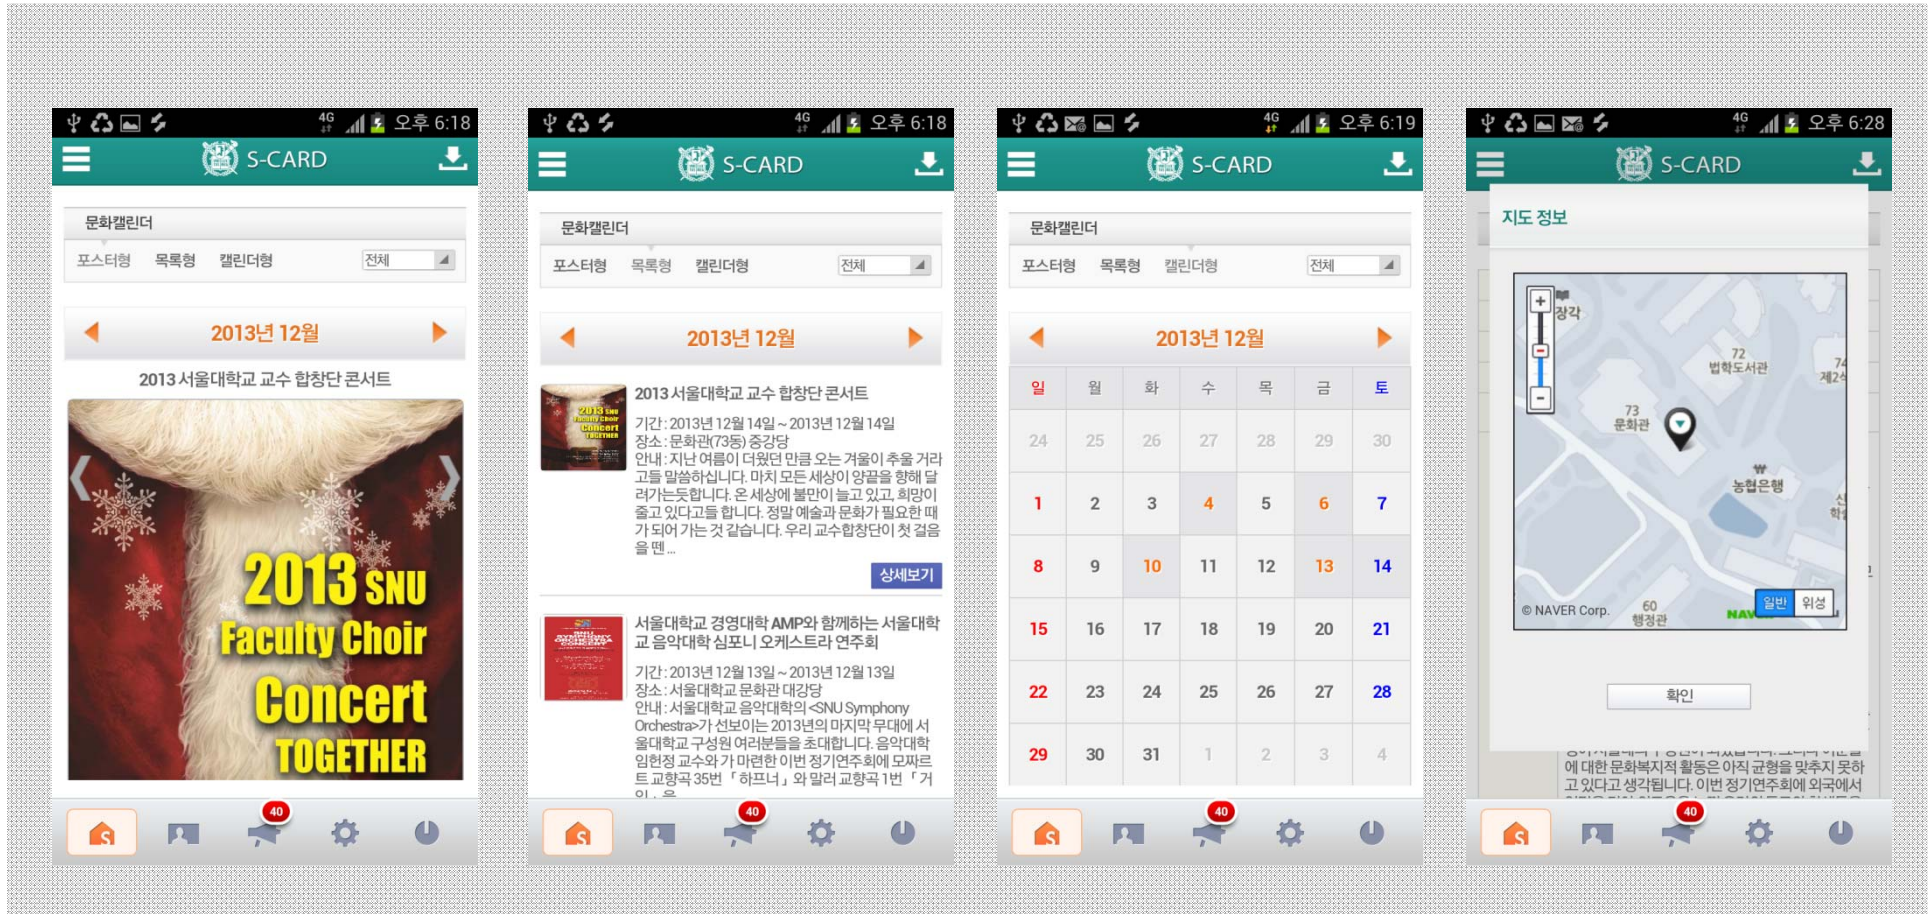 4G 오후 6:18
S-CARD
문화캘린더
포스터형 목록형 캘린더형 전체
2013년 12월
2013 서울대학교 교수 합창단 콘서트
2013 SNU
Faculty Choir
Concert
TOGETHER
40
4G 오후 6:18
S-CARD
문화캘린더
포스터형 목록형 캘린더형 전체
2013년 12월
2013 SNU
Faculty Choir
Concert
TOGETHER
2013 서울대학교 교수 합창단 콘서트
기간 : 2013년 12월 14일 ~ 2013년 12월 14일
장소 : 문화관(73동) 중강당
안내 : 지난 여름이 더웠던 만큼 오는 겨울이 추울 거라
고들 말씀하십니다. 마치 모든 세상이 양끝을 향해 달
려가는듯합니다. 온 세상에 불만이 늘고 있고, 희망이
줄고 있다고들 합니다. 정말 예술과 문화가 필요한 때
가 되어 가는 것 같습니다. 우리 교수합창단이 첫 걸음
을 뗀 ...
상세보기
SNU
SYMPHONY
ORCHESTRA
CONCERT
서울대학교 경영대학 AMP와 함께하는 서울대학
교 음악대학 심포니 오케스트라 연주회
기간 : 2013년 12월 13일 ~ 2013년 12월 13일
장소 : 서울대학교 문화관 대강당
안내 : 서울대학교 음악대학의 <SNU Symphony
Orchestra>가 선보이는 2013년의 마지막 무대에 서
울대학교 구성원 여러분들을 초대합니다. 음악대학
임헌정 교수와 가 마련한 이번 정기연주회에 모짜르
트 교향곡 35번 「하프너」와 말러 교향곡 1번 「거
40
4G 오후 6:19
S-CARD
문화캘린더
포스터형 목록형 캘린더형 전체
2013년 12월
일 월 화 수 목 금 토
24 25 26 27 28 29 30
1 2 3 4 5 6 7
8 9 10 11 12 13 14
15 16 17 18 19 20 21
22 23 24 25 26 27 28
29 30 31 1 2 3 4
40
4G 오후 6:28
S-CARD
지도 정보
장각
72
법학도서관
74
제2
73
문화관
농협은행
© NAVER Corp.
60
행정관
일반 위성
확인
에 대한 문화복지적 활동은 아직 균형을 맞추지 못하
고 있다고 생각됩니다. 이번 정기연주회에 외국에서
40